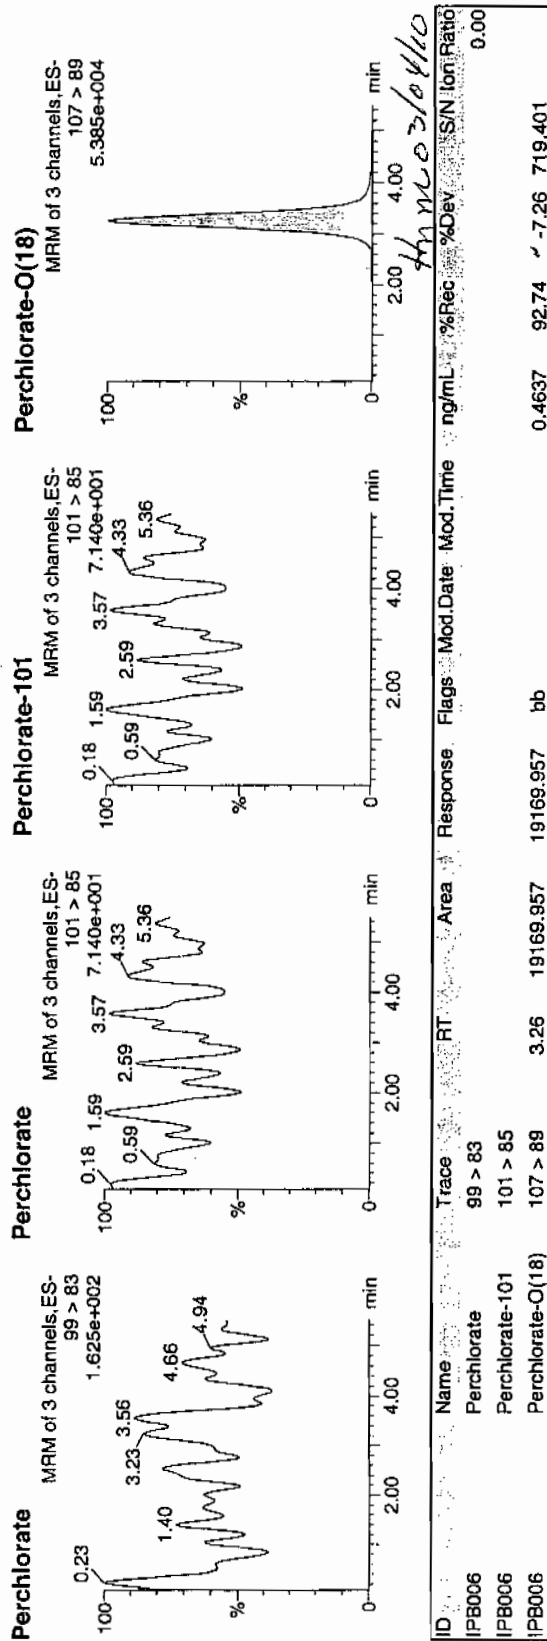 Perchlorate
MRM of 3 channels,ES-
99 > 83
1.625e+002
100
%
0
0.23
1.40
3.23
3.56
4.66
4.94
2.00
4.00
min
Perchlorate
MRM of 3 channels,ES-
101 > 85
7.140e+001
100
%
0
0.18
0.59
1.59
2.59
3.57
4.33
5.36
2.00
4.00
min
Perchlorate-101
MRM of 3 channels,ES-
101 > 85
7.140e+001
100
%
0
0.18
0.59
1.59
2.59
3.57
4.33
5.36
2.00
4.00
min
Perchlorate-O(18)
MRM of 3 channels,ES-
107 > 89
5.385e+004
100
%
0
2.00
4.00
min
03/04/10
ID Name Trace RT Area Response Flags Mod.Date Mod.Time ng/mL %Rec %Dev S/N Ion Ratio
IPB006 Perchlorate 99 > 83 0.00
IPB006 Perchlorate-101 101 > 85
IPB006 Perchlorate-O(18) 107 > 89 3.26 19169.957 19169.957 bb 0.4637 92.74 -7.26 719.401